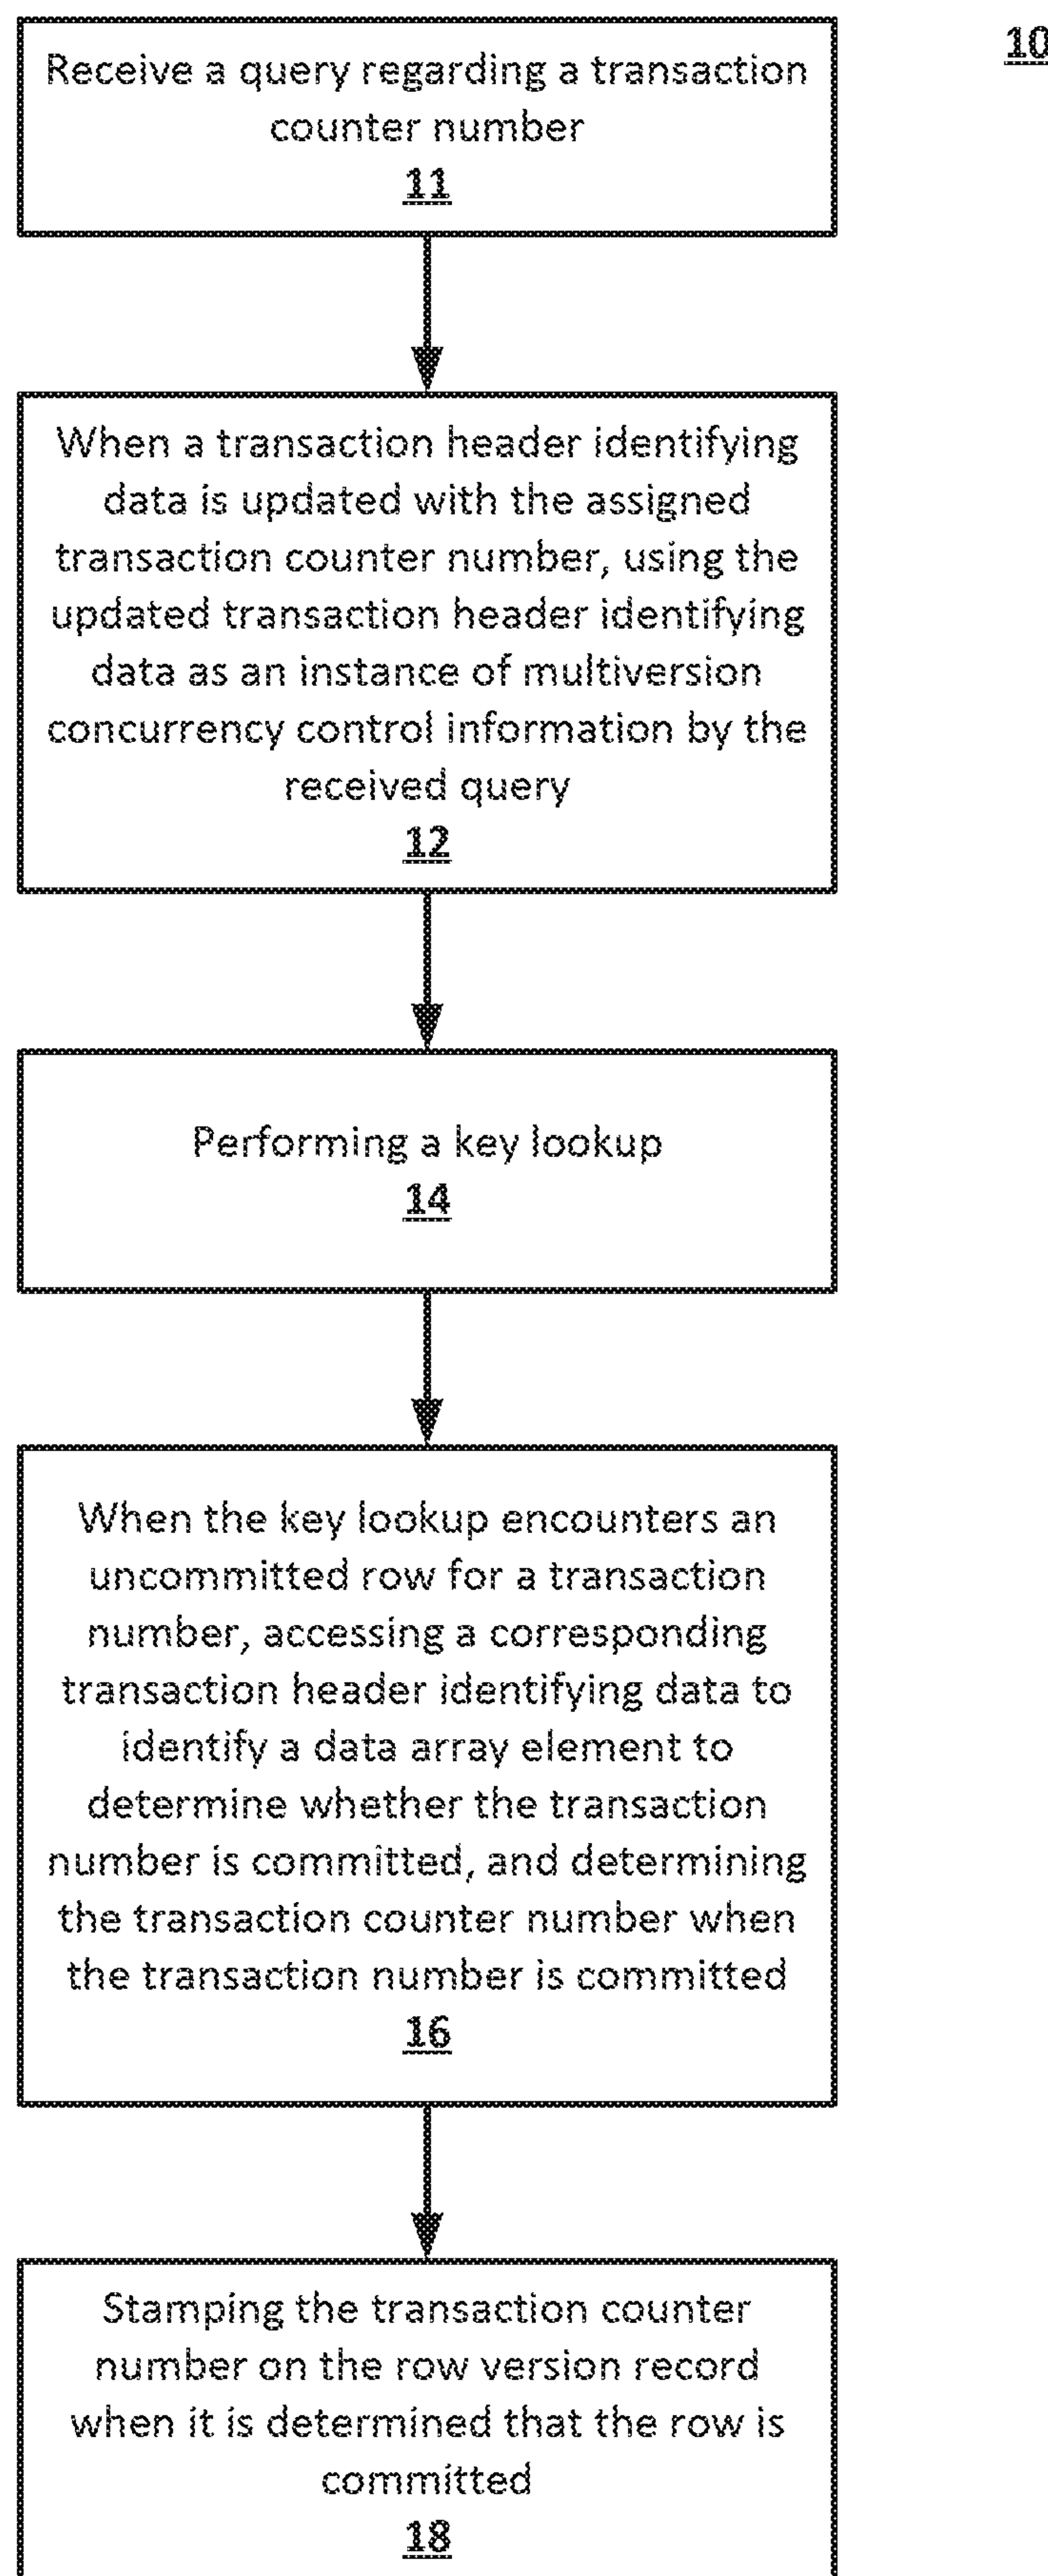 10
Receive a query regarding a transaction
counter number
11
When a transaction header identifying
data is updated with the assigned
transaction counter number, using the
updated transaction header identifying
data as an instance of multiversion
concurrency control information by the
received query
12
Performing a key lookup
14
When the key lookup encounters an
uncommitted row for a transaction
number, accessing a corresponding
transaction header identifying data to
identify a data array element to
determine whether the transaction
number is committed, and determining
the transaction counter number when
the transaction number is committed
16
Stamping the transaction counter
number on the row version record
when it is determined that the row is
committed
18